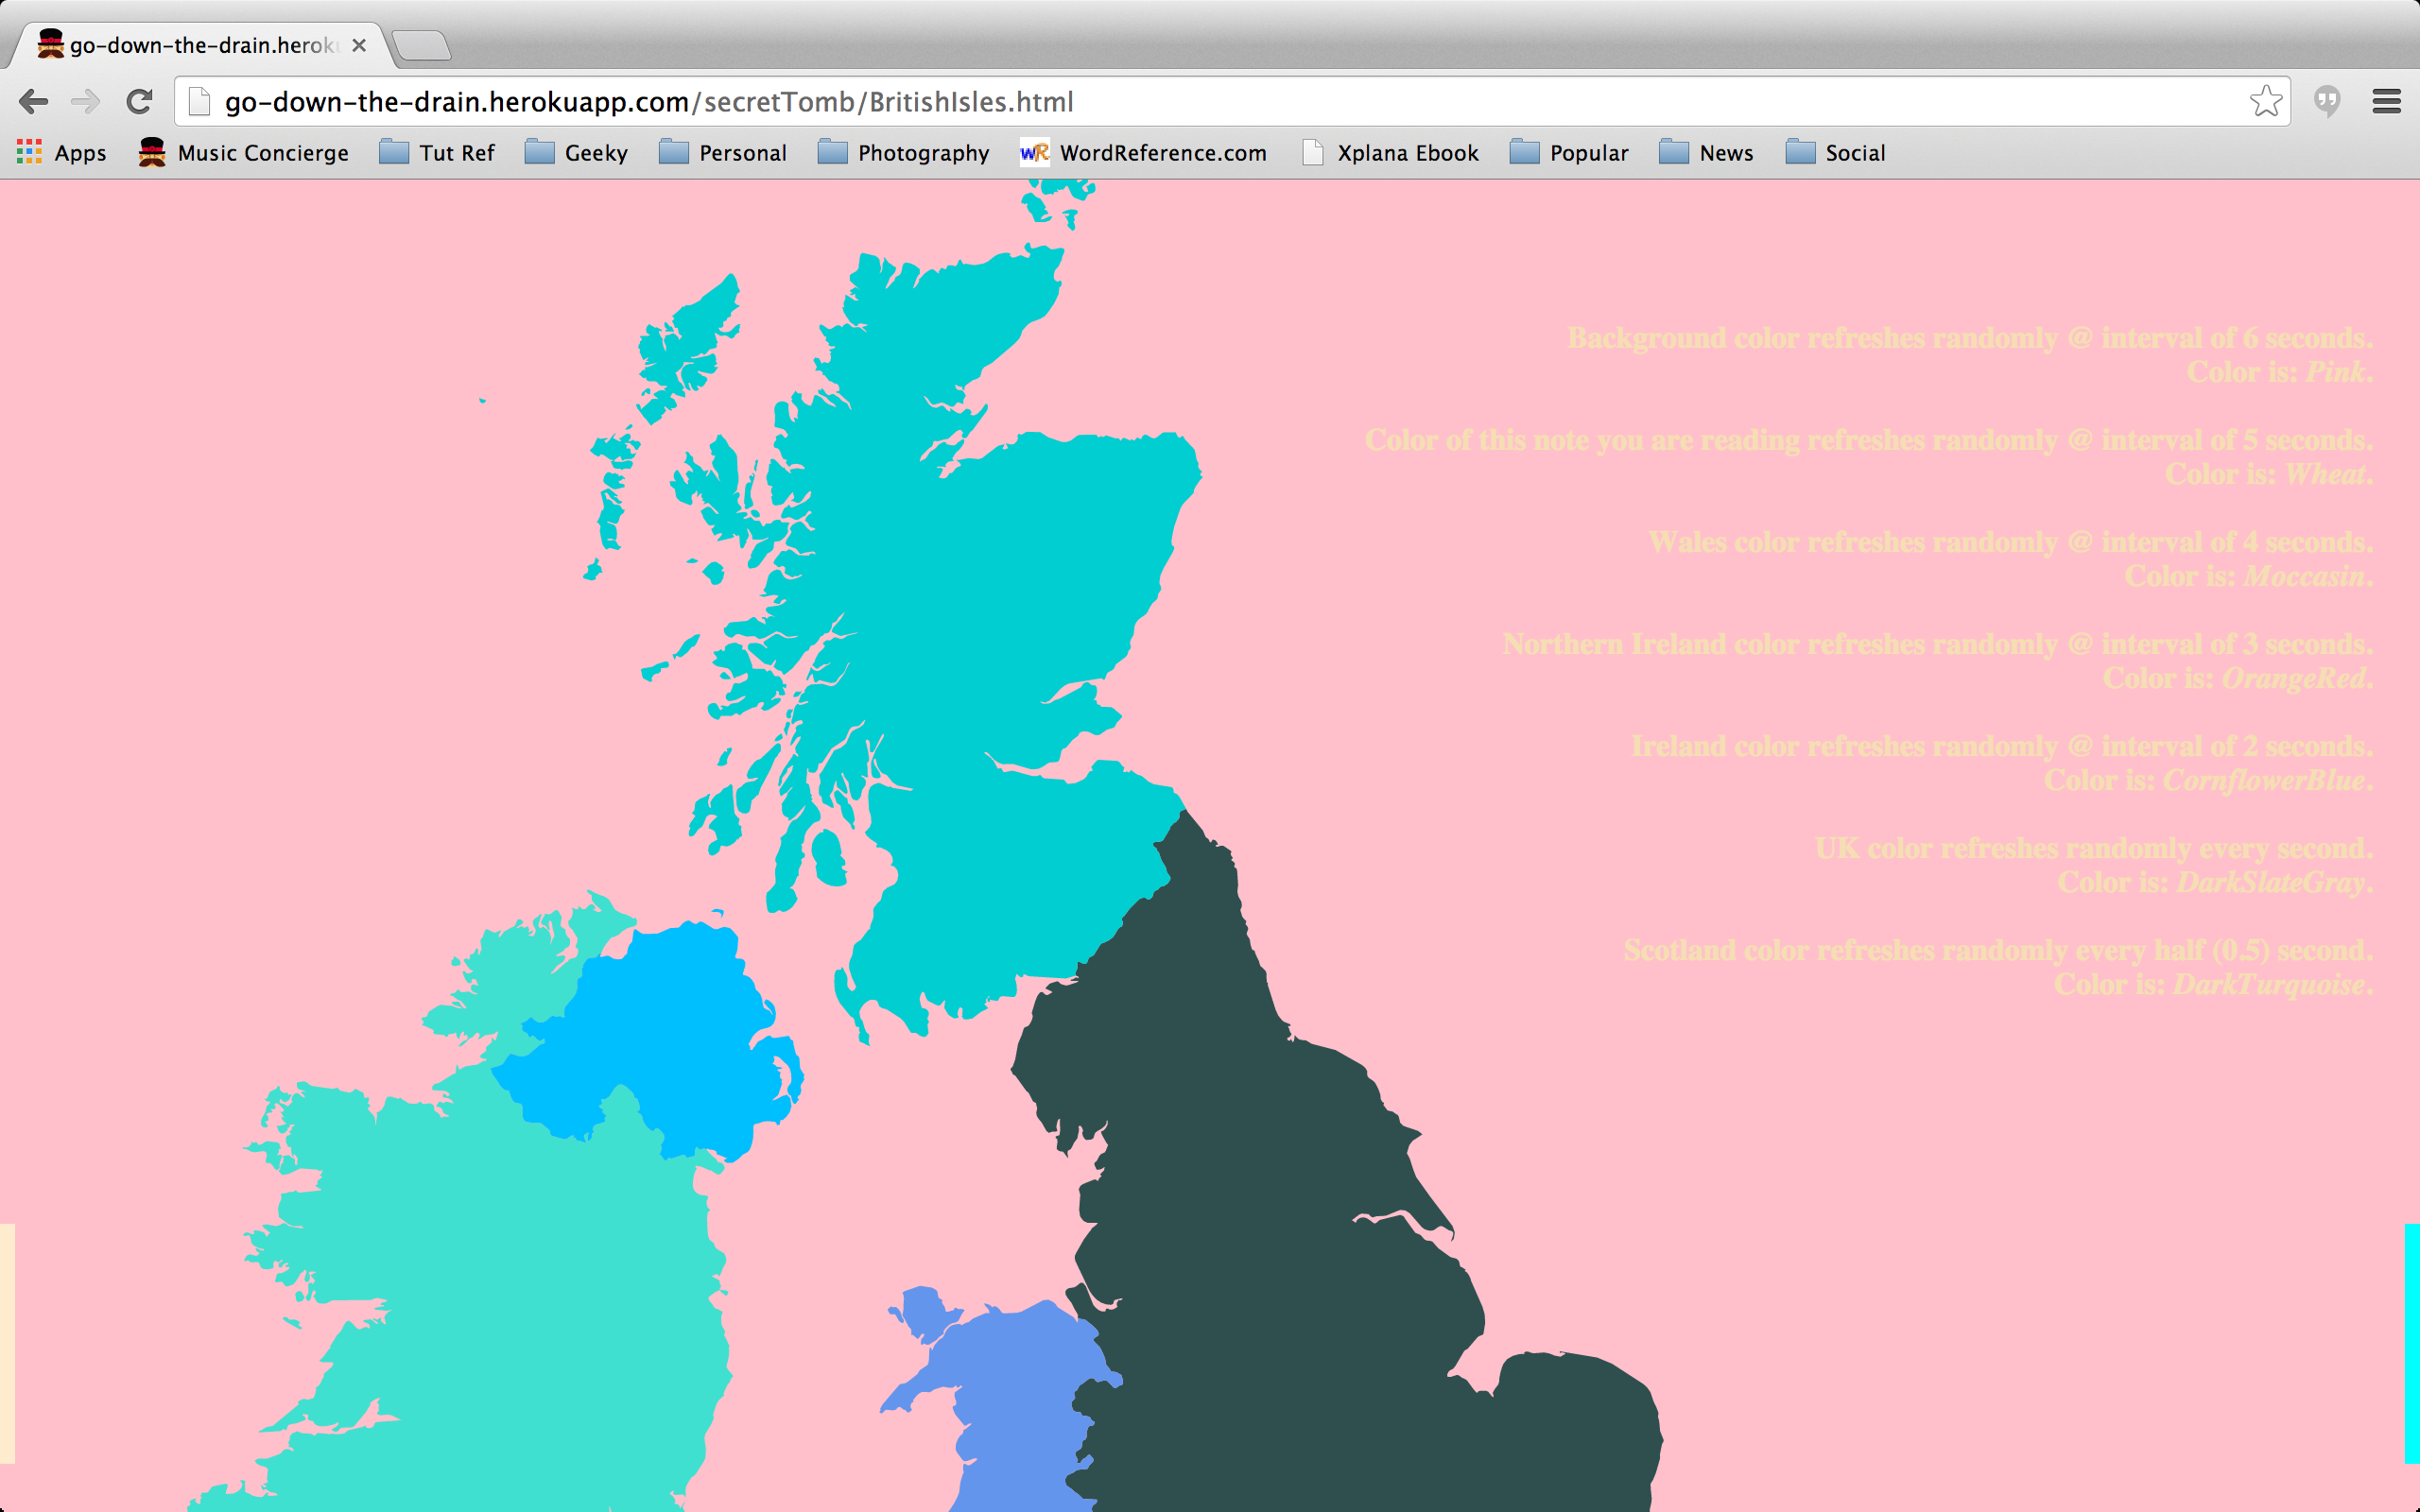 go-down-the-drain.heroku
go-down-the-drain.herokuapp.com/secretTomb/BritishIsles.html
Apps Music Concierge Tut Ref Geeky Personal Photography WordReference.com Xplana Ebook Popular News Social
Background color refreshes randomly @ interval of 6 seconds.
Color is: Pink.
Color of this note you are reading refreshes randomly @ interval of 5 seconds.
Color is: Wheat.
Wales color refreshes randomly @ interval of 4 seconds.
Color is: Moccasin.
Northern Ireland color refreshes randomly @ interval of 3 seconds.
Color is: OrangeRed.
Ireland color refreshes randomly @ interval of 2 seconds.
Color is: CornflowerBlue.
UK color refreshes randomly every second.
Color is: DarkSlateGray.
Scotland color refreshes randomly every half (0.5) second.
Color is: DarkTurquoise.